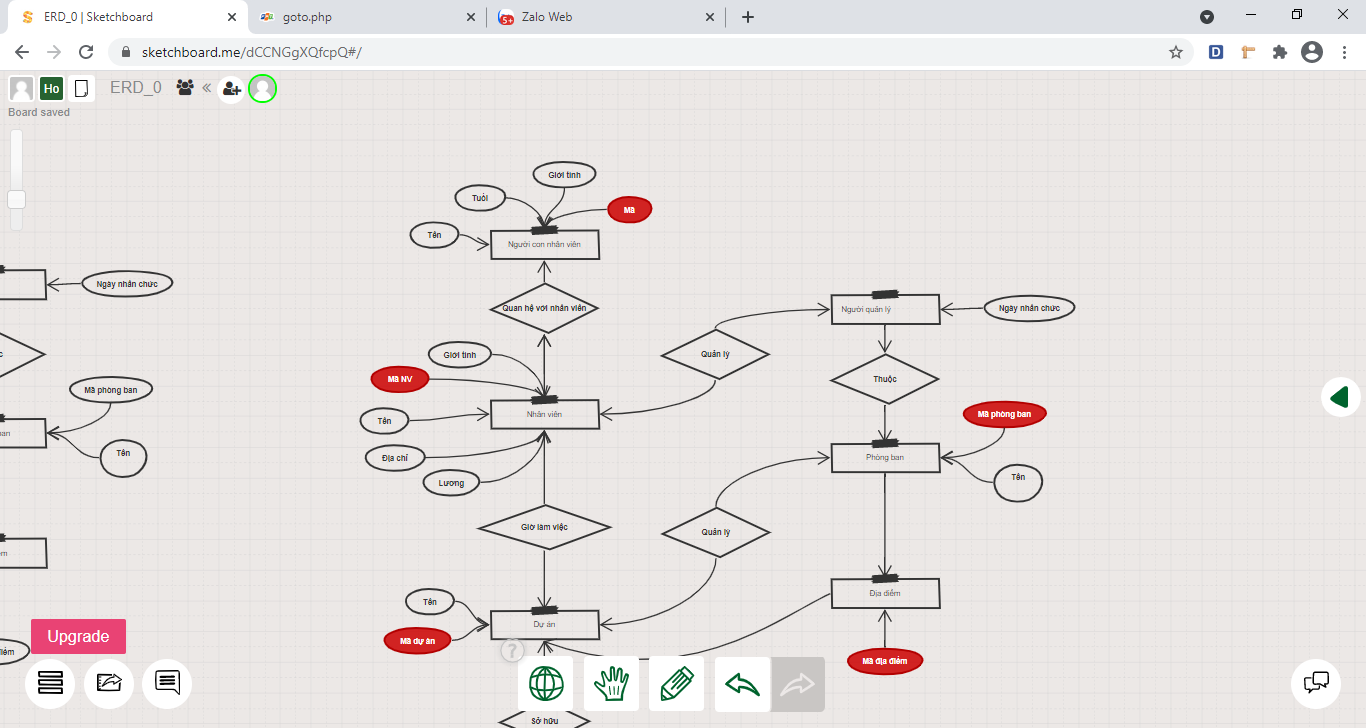 ERD_0 | Sketchboard
goto.php
5+
Zalo Web
sketchboard.me/dCCNGgXQfcpQ#/
D
Ho
ERD_0
Board saved
Giới tính
Tuổi
Mã
Tên
Người con nhân viên
Ngày nhân chức
Quan hệ với nhân viên
Người quản lý
Ngày nhân chức
Giới tính
Quản lý
Mã NV
Thuộc
Mã phòng ban
Tên
Nhân viên
Mã phòng ban
Tên
Địa chỉ
Phòng ban
Tên
Lương
Giờ làm việc
Quản lý
Địa điểm
Tên
Dự án
Mã dự án
Upgrade
?
Mã địa điểm
Sở hữu